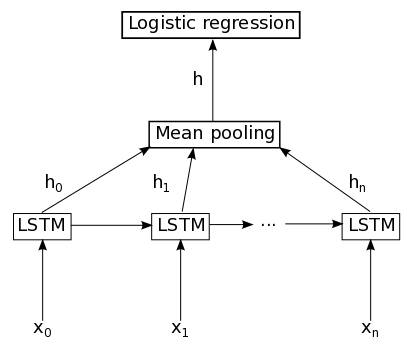 Logistic regression
h
Mean pooling
h₀ h₁ hₙ
LSTM LSTM ... LSTM
x₀ x₁ xₙ